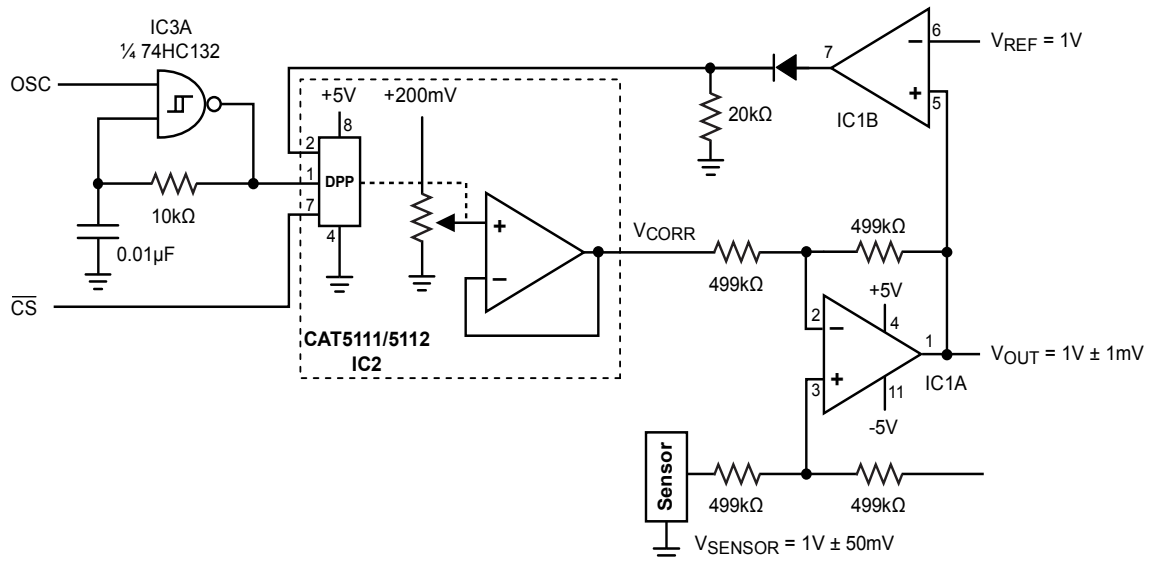 IC3A
¼ 74HC132
OSC
10kΩ
0.01µF
CS
+5V
8
2
1
7
4
DPP
+200mV
+
−
CAT5111/5112
IC2
VCORR
20kΩ
7
IC1B
−
6
+
5
VREF = 1V
499kΩ
499kΩ
+5V
4
2
−
3
+
1
11
-5V
IC1A
VOUT = 1V ± 1mV
Sensor
499kΩ
499kΩ
VSENSOR = 1V ± 50mV